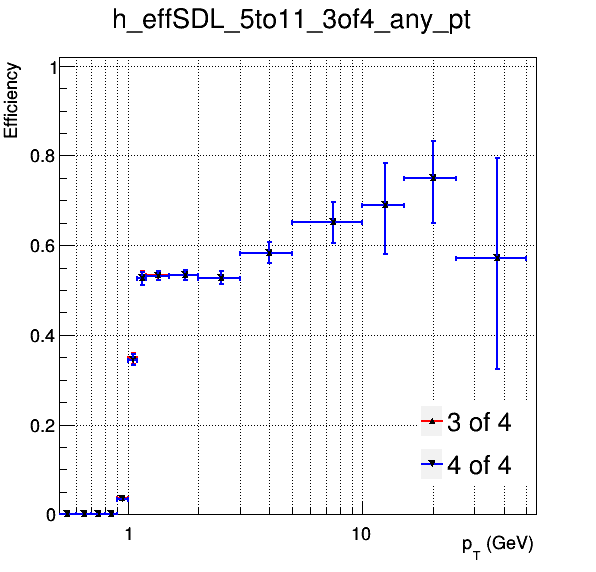 h_effSDL_5to11_3of4_any_pt
Efficiency
1
0.8
0.6
0.4
0.2
0
3 of 4
4 of 4
1
10
p_T (GeV)